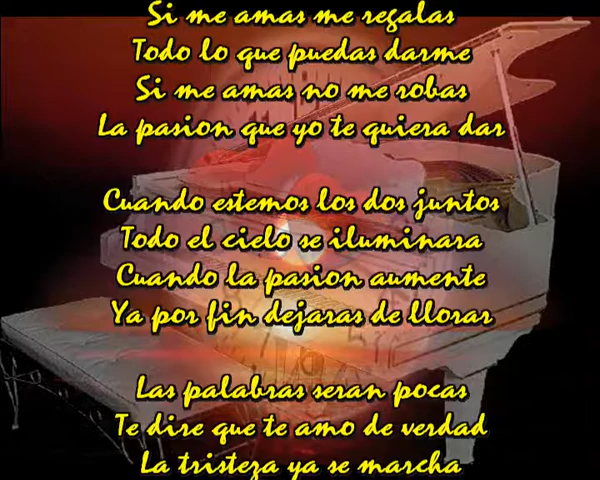 Si me amas me regalas
Todo lo que puedas darme
Si me amas no me robas
La pasion que yo te quiera dar
Cuando estemos los dos juntos
Todo el cielo se iluminara
Cuando la pasion aumente
Ya por fin dejaras de llorar
Las palabras seran pocas
Te dire que te amo de verdad
La tristeza ya se marcha